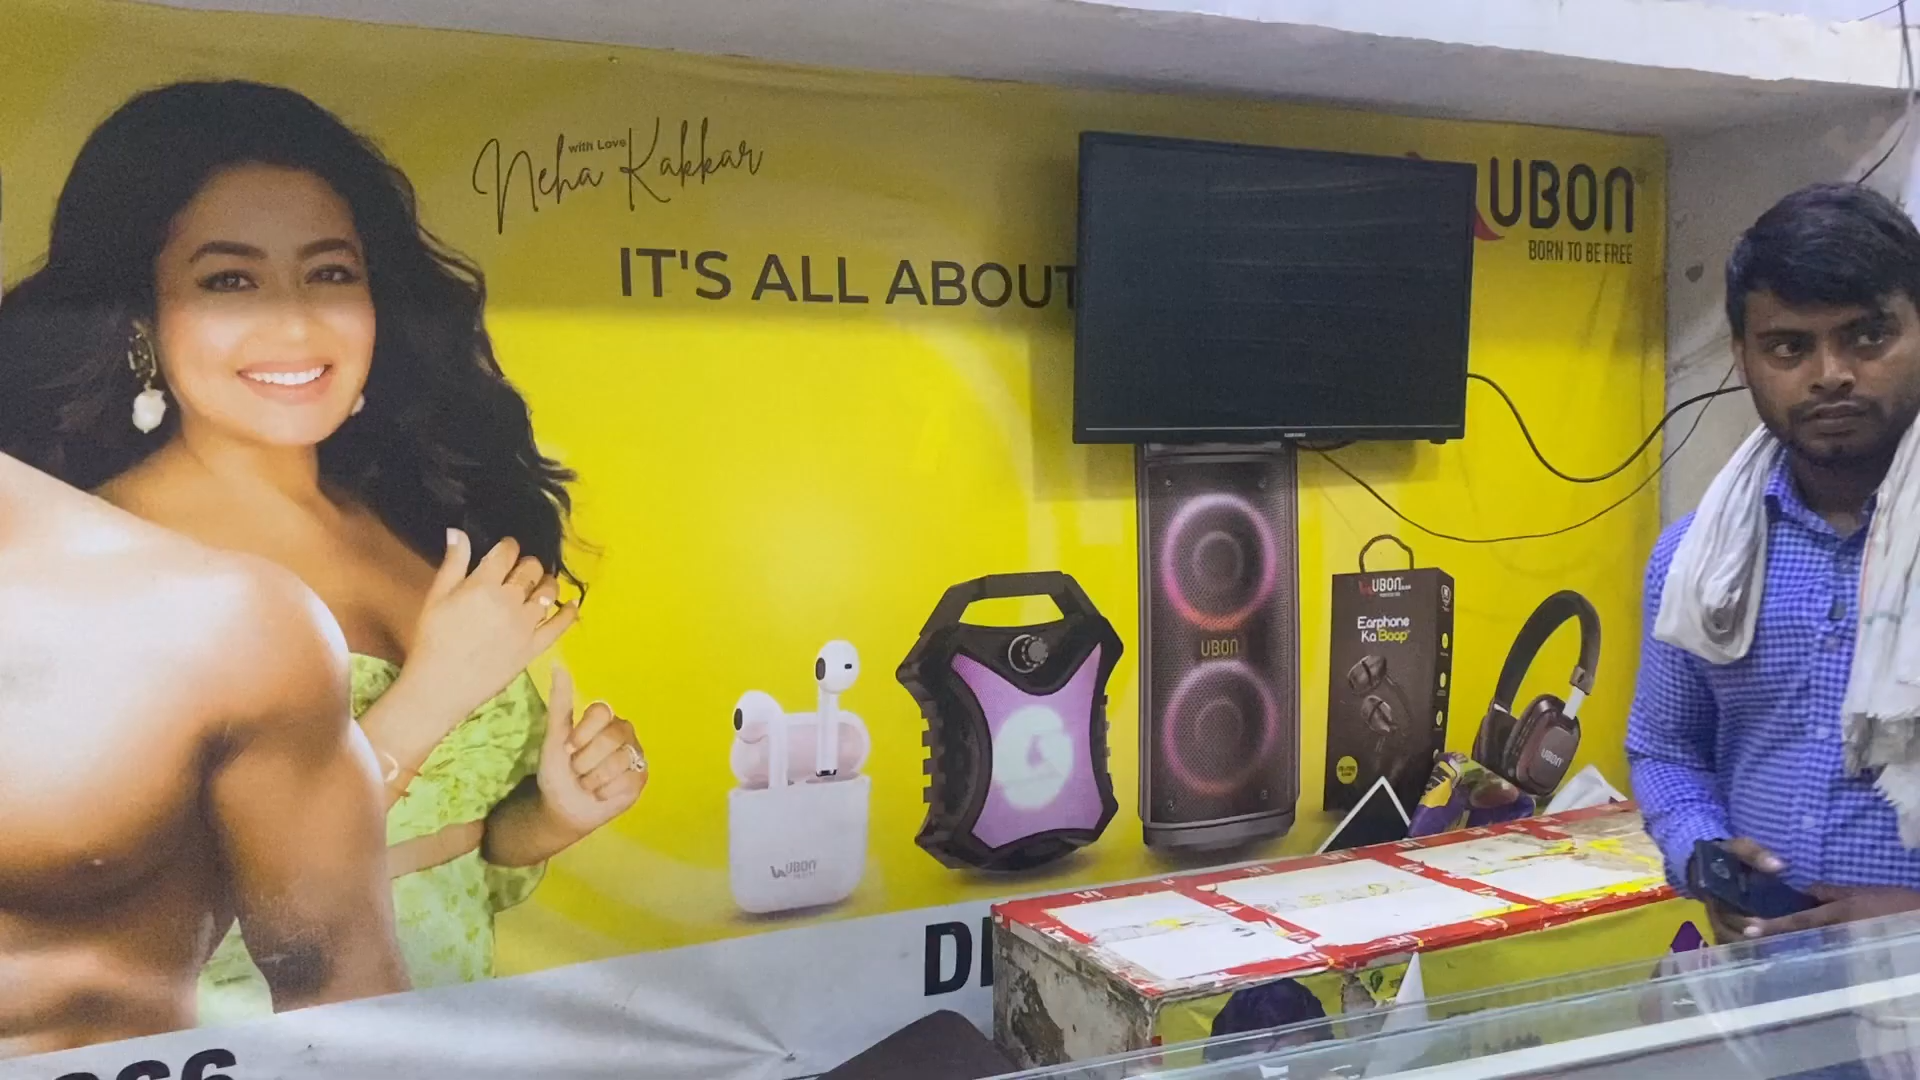 with Love
Neha Kakkar
IT'S ALL ABOUT
UBON
BORN TO BE FREE
UBON
UBON
Earphone
Ka Baap
UBON
UBON